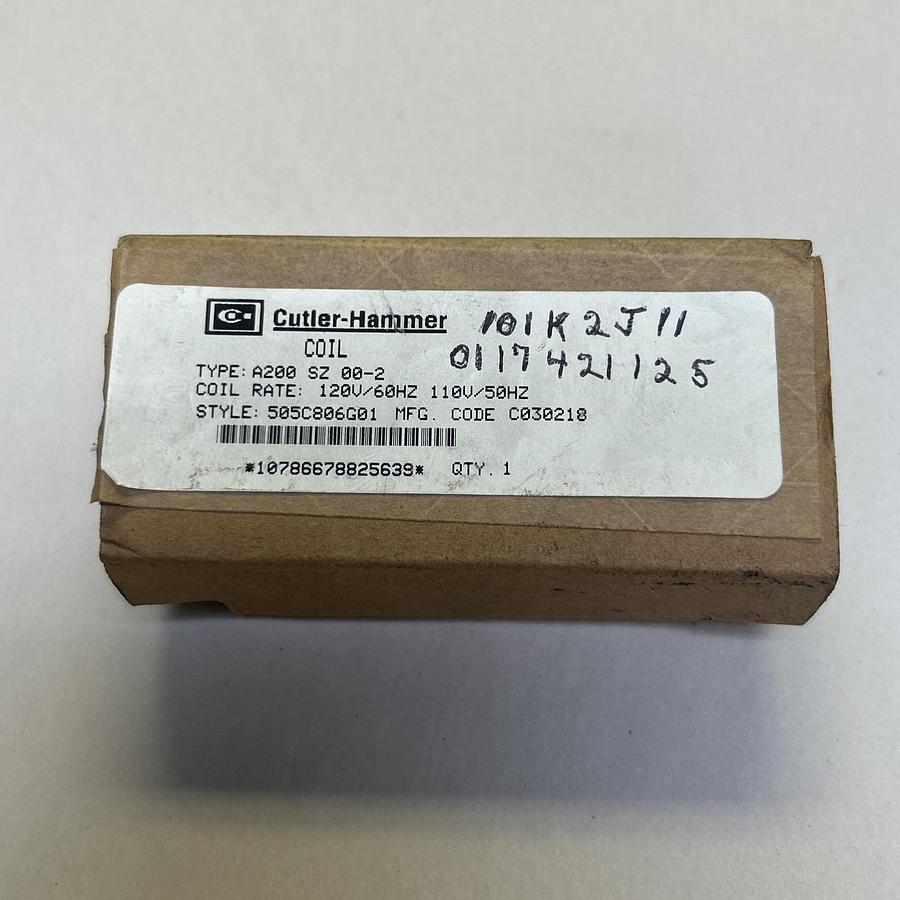 Cutler-Hammer
101K2J11
COIL
0117421125
TYPE: A200 SZ 00-2
COIL RATE: 120V/60HZ 110V/50HZ
STYLE: 505C806G01 MFG. CODE C030218
*10786678825639* QTY. 1